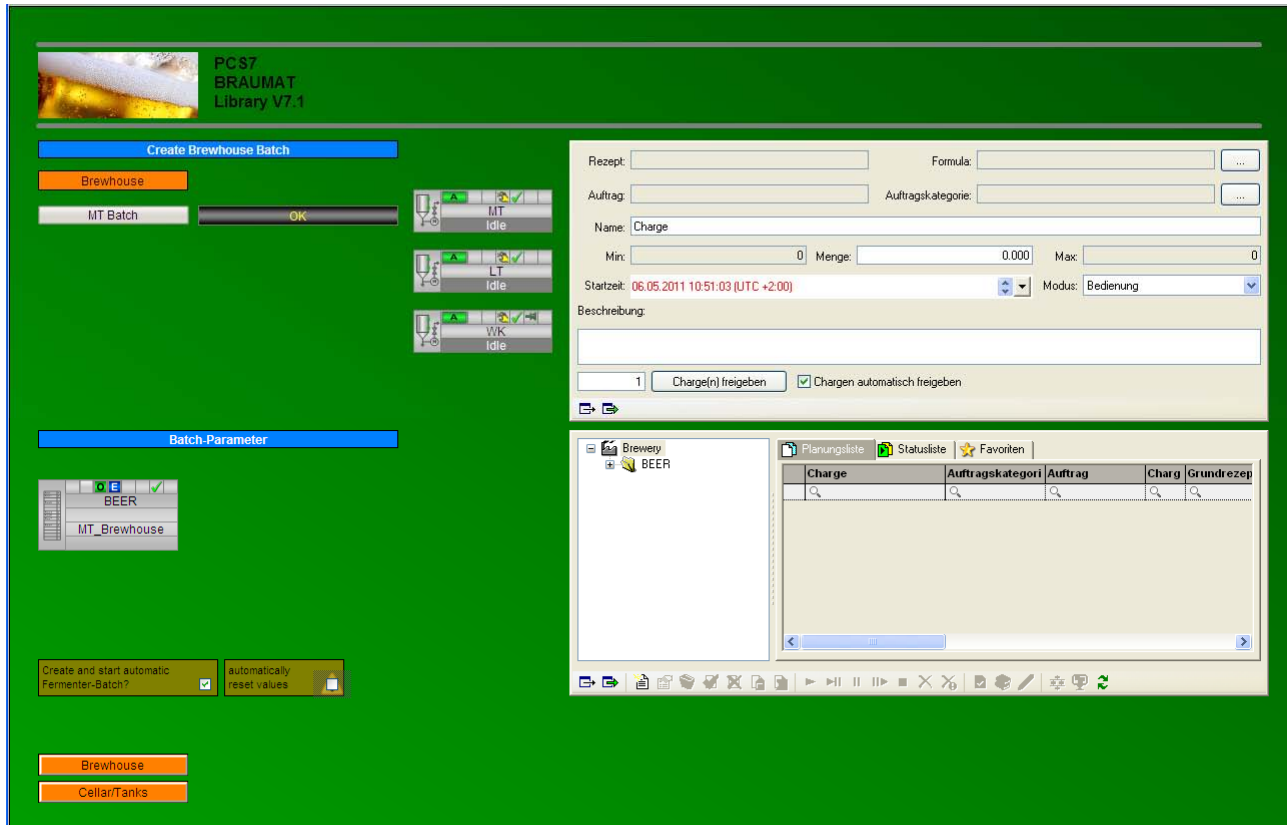 PCS7
BRAUMAT
Library V7.1
Create Brewhouse Batch
Brewhouse
MT Batch
OK
A
MT
Idle
A
LT
Idle
A
WK
Idle
Rezept:
Formula:
...
Auftrag:
Auftragskategorie:
...
Name: Charge
Min: 0 Menge: 0.000 Max: 0
Startzeit: 06.05.2011 10:51:03 (UTC +2:00) Modus: Bedienung
Beschreibung:
1 Charge(n) freigeben Chargen automatisch freigeben
Batch-Parameter
O E
BEER
MT_Brewhouse
Brewery
BEER
Planungsliste Statusliste Favoriten
Charge Auftragskategori Auftrag Charg Grundrezep
Create and start automatic
Fermenter-Batch?
automatically
reset values
Brewhouse
Cellar/Tanks